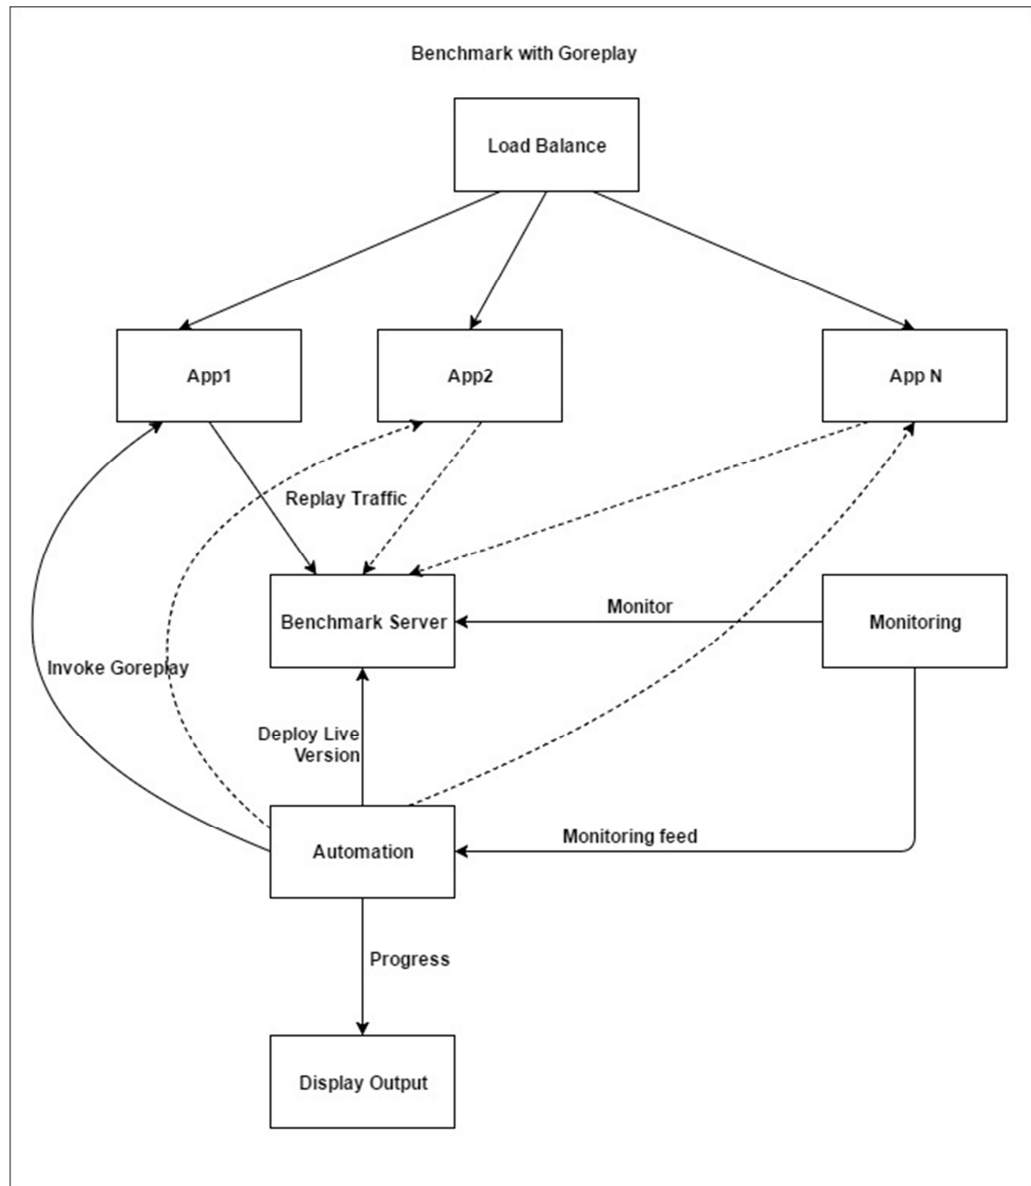 Benchmark with Goreplay
Load Balance
App1
App2
App N
Replay Traffic
Benchmark Server
Monitor
Monitoring
Invoke Goreplay
Deploy Live
Version
Automation
Monitoring feed
Progress
Display Output